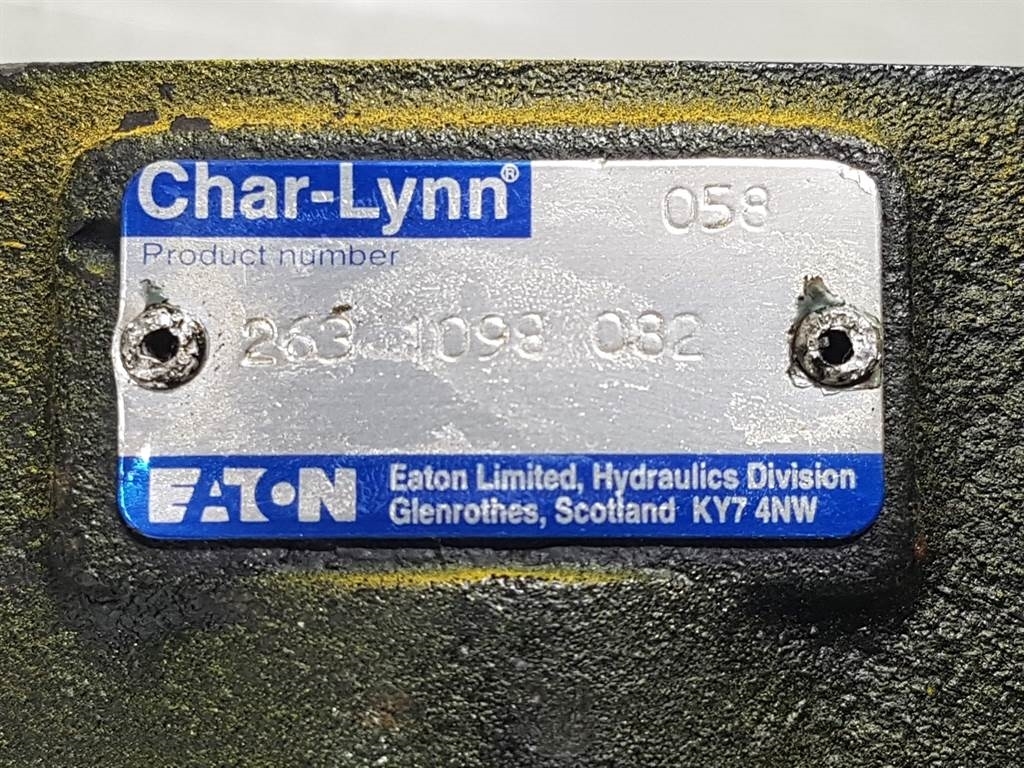 Char-Lynn®
058
Product number
263 1098 082
EATON
Eaton Limited, Hydraulics Division
Glenrothes, Scotland KY7 4NW